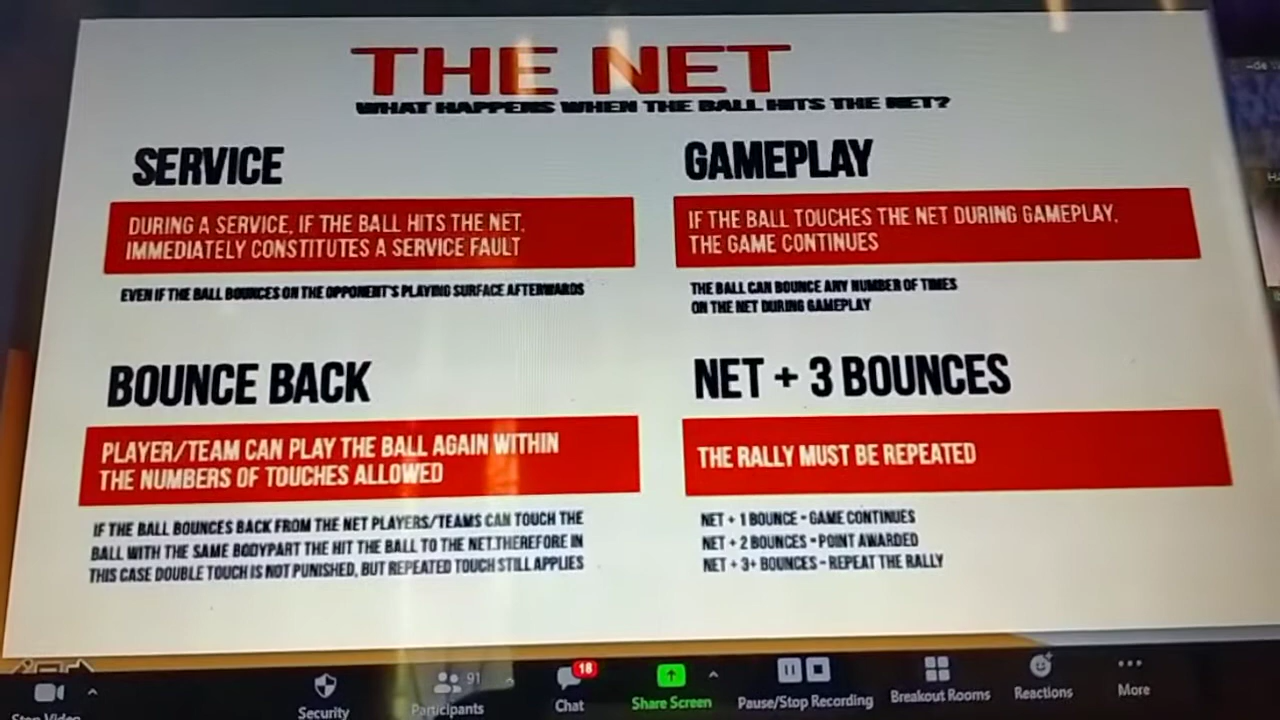 THE NET
WHAT HAPPENS WHEN THE BALL HITS THE NET?
SERVICE
DURING A SERVICE, IF THE BALL HITS THE NET,
IMMEDIATELY CONSTITUTES A SERVICE FAULT
EVEN IF THE BALL BOUNCES ON THE OPPONENT'S PLAYING SURFACE AFTERWARDS
GAMEPLAY
IF THE BALL TOUCHES THE NET DURING GAMEPLAY,
THE GAME CONTINUES
THE BALL CAN BOUNCE ANY NUMBER OF TIMES
ON THE NET DURING GAMEPLAY
BOUNCE BACK
PLAYER/TEAM CAN PLAY THE BALL AGAIN WITHIN
THE NUMBERS OF TOUCHES ALLOWED
IF THE BALL BOUNCES BACK FROM THE NET PLAYERS/TEAMS CAN TOUCH THE
BALL WITH THE SAME BODYPART THE HIT THE BALL TO THE NET.THEREFORE IN
THIS CASE DOUBLE TOUCH IS NOT PUNISHED, BUT REPEATED TOUCH STILL APPLIES
NET + 3 BOUNCES
THE RALLY MUST BE REPEATED
NET + 1 BOUNCE - GAME CONTINUES
NET + 2 BOUNCES - POINT AWARDED
NET + 3+ BOUNCES - REPEAT THE RALLY
Stop Video
Security
91
Participants
18
Chat
Share Screen
Pause/Stop Recording
Breakout Rooms
Reactions
More